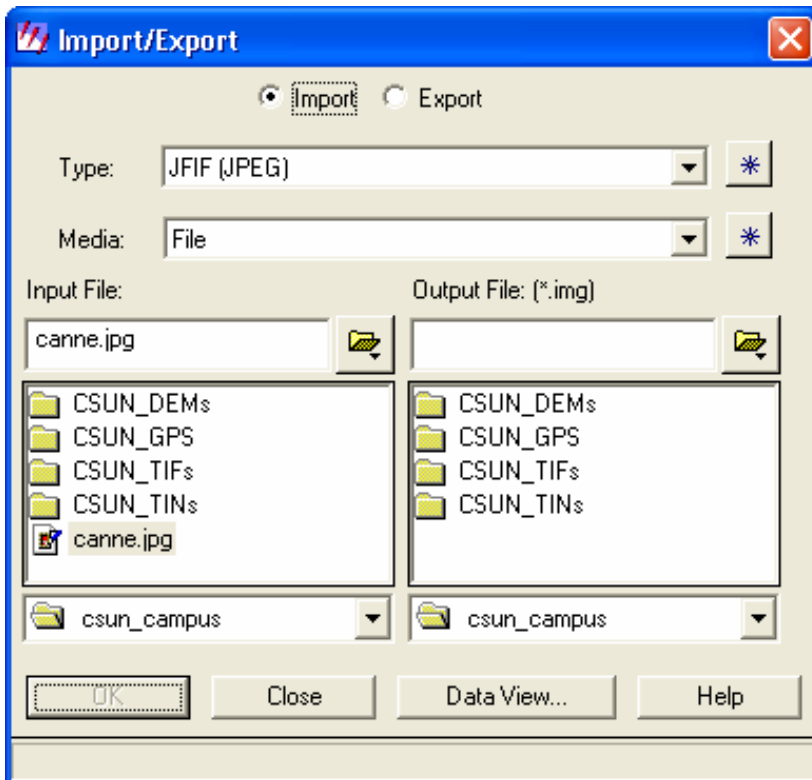 Import/Export
Import Export
Type: JFIF (JPEG)
Media: File
Input File: Output File: (*.img)
canne.jpg
CSUN_DEMs CSUN_DEMs
CSUN_GPS CSUN_GPS
CSUN_TIFs CSUN_TIFs
CSUN_TINs CSUN_TINs
canne.jpg
csun_campus csun_campus
OK Close Data View... Help